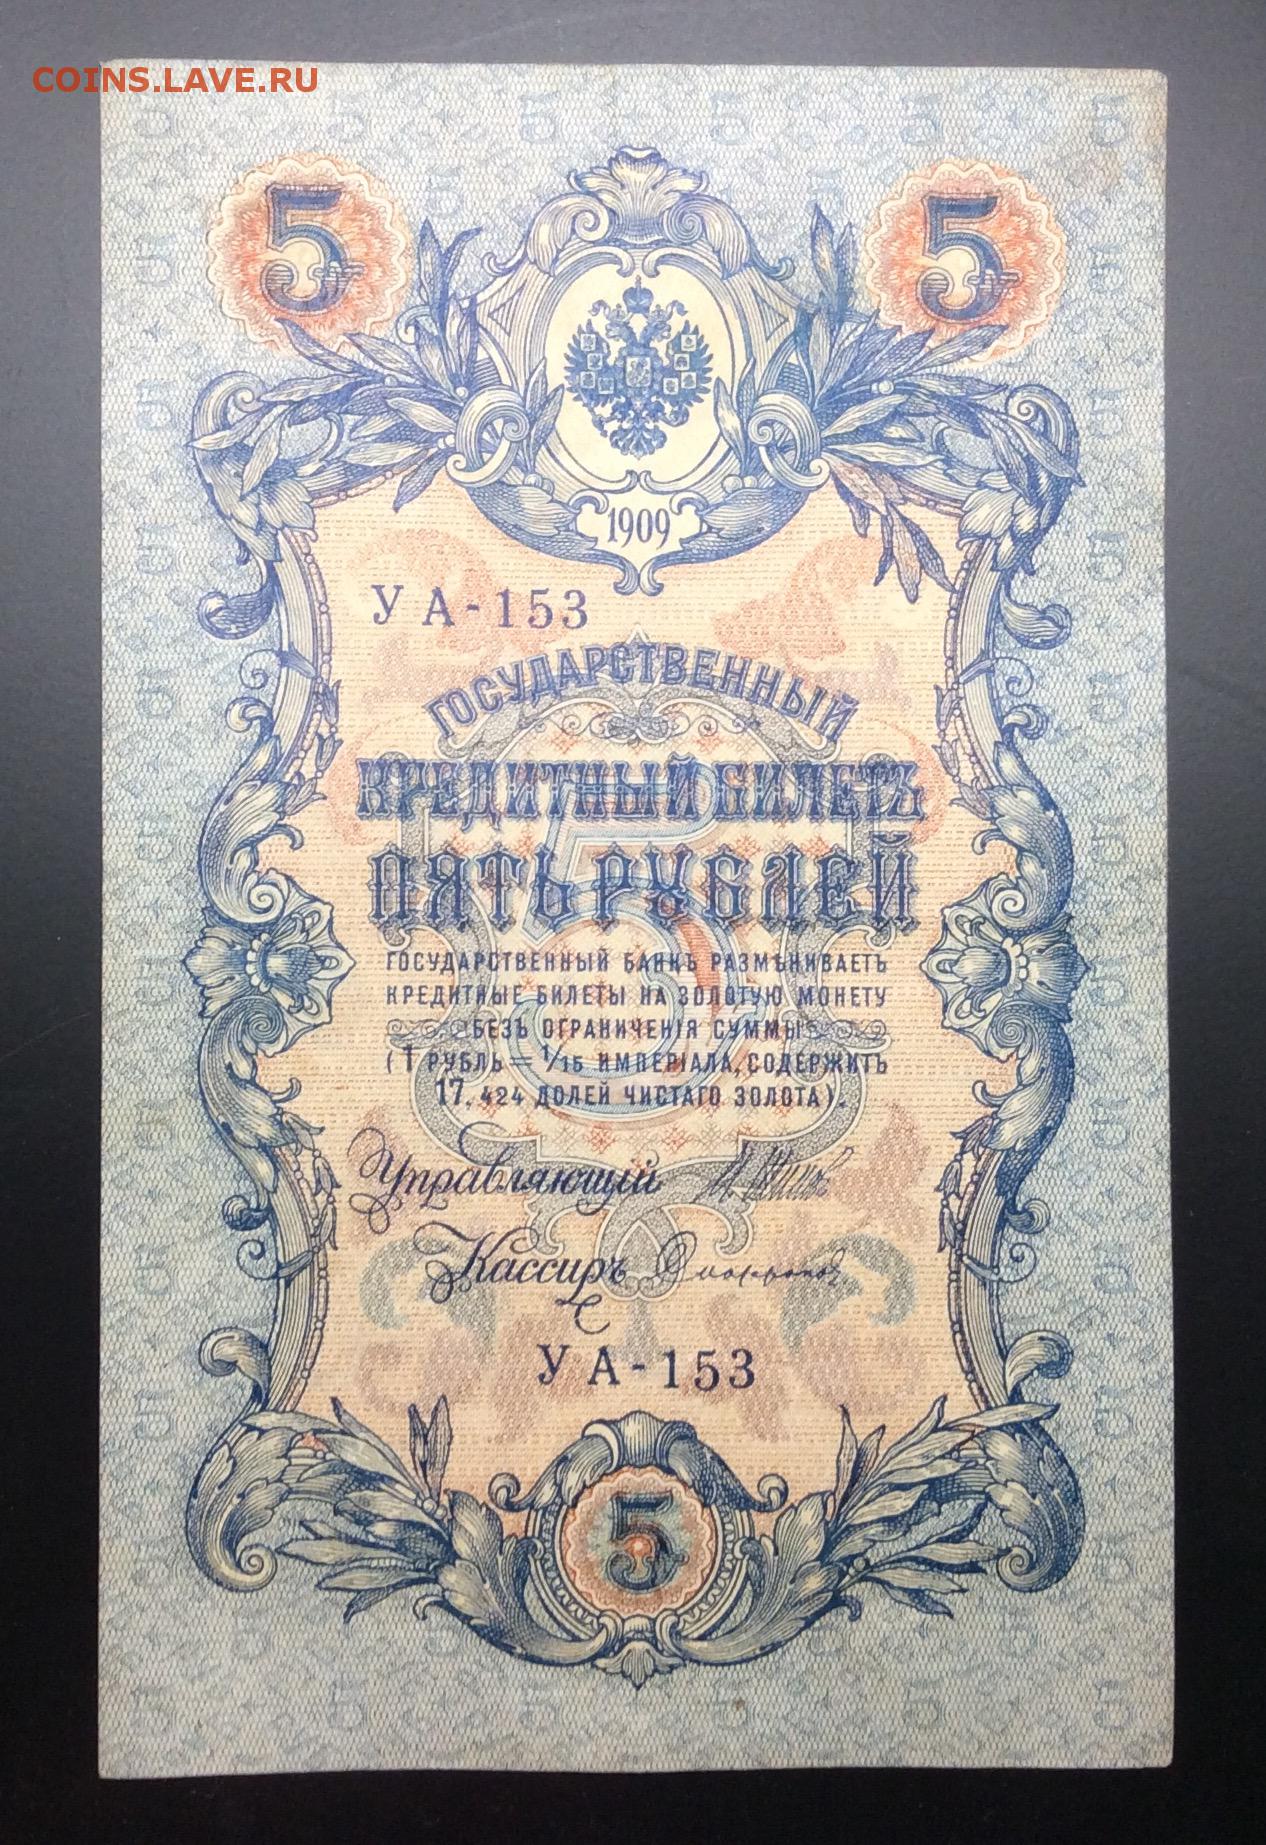 COINS.LAVE.RU
5 5
1909
УА-153
ГОСУДАРСТВЕННЫЙ
КРЕДИТНЫЙ БИЛЕТЪ
ПЯТЬ РУБЛЕЙ
ГОСУДАРСТВЕННЫЙ БАНКЪ РАЗМѢНИВАЕТЪ
КРЕДИТНЫЕ БИЛЕТЫ НА ЗОЛОТУЮ МОНЕТУ
БЕЗЪ ОГРАНИЧЕНІЯ СУММЫ
(1 РУБЛЬ = 1/15 ИМПЕРІАЛА, СОДЕРЖИТЪ
17,424 ДОЛЕЙ ЧИСТАГО ЗОЛОТА).
Управляющій
Кассиръ
УА-153
5